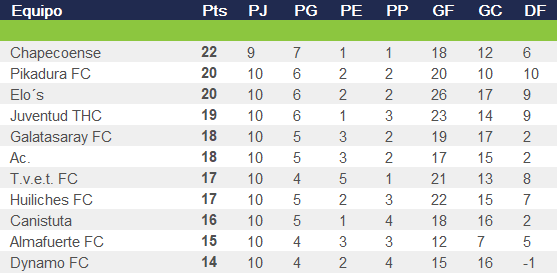 Equipo Pts PJ PG PE PP GF GC DF
Chapecoense 22 9 7 1 1 18 12 6
Pikadura FC 20 10 6 2 2 20 10 10
Elo´s 20 10 6 2 2 26 17 9
Juventud THC 19 10 6 1 3 23 14 9
Galatasaray FC 18 10 5 3 2 19 17 2
Ac. 18 10 5 3 2 17 15 2
T.v.e.t. FC 17 10 4 5 1 21 13 8
Huiliches FC 17 10 5 2 3 22 15 7
Canistuta 16 10 5 1 4 18 16 2
Almafuerte FC 15 10 4 3 3 12 7 5
Dynamo FC 14 10 4 2 4 15 16 -1